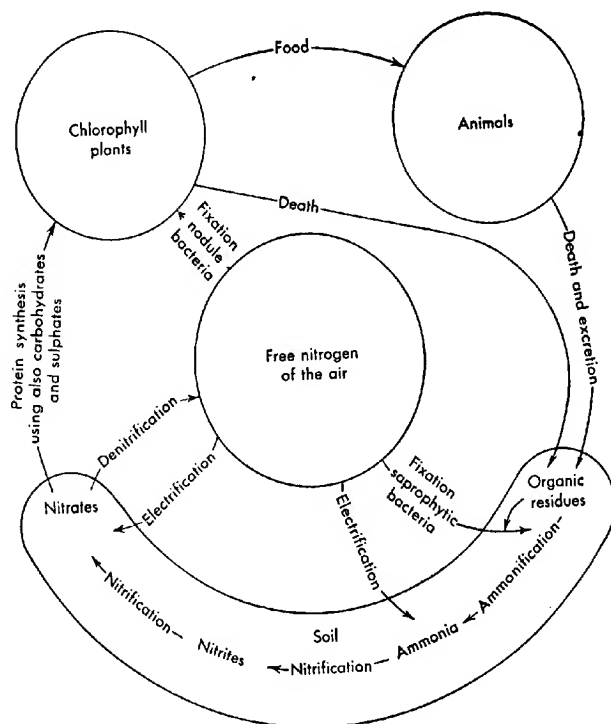 Food
Chlorophyll
plants
Animals
Death
Fixation
nodule
bacteria
Death and excretion
Protein synthesis
using also carbohydrates
and sulphates
Free nitrogen
of the air
Denitrification
Electrification
Electrification
Fixation
saprophytic
bacteria
Organic
residues
Nitrates
Ammonification
Nitrification
Soil
Ammonia
Nitrites
Nitrification